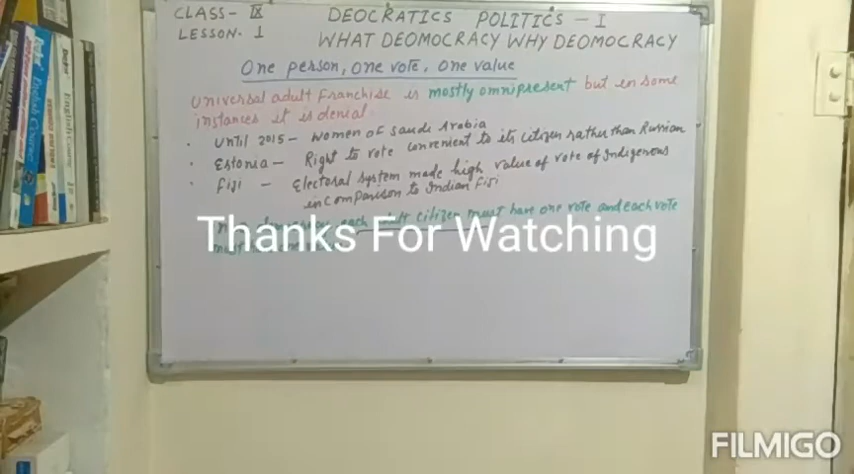 CLASS- IX DEOCRATICS POLITICS - I
LESSON. 1 WHAT DEOMOCRACY WHY DEOMOCRACY
One person, one vote, one value
Universal adult Franchise is mostly omnipresent but in some
instances it is denial.
• Until 2015 - Women of Saudi Arabia
• Estonia - Right to vote convenient to its citizen rather than Russian
• Fiji - Electoral system made high value of vote of Indigenous
in comparison to Indian Fiji
each citizen must have one vote and each vote
Thanks For Watching
FILMIGO
English Course